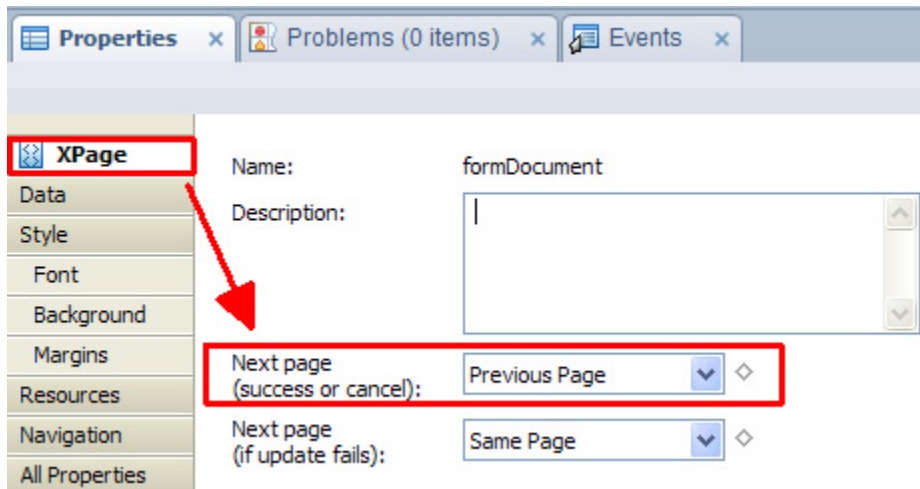 Properties
Problems (0 items)
Events
XPage
Data
Style
Font
Background
Margins
Resources
Navigation
All Properties
Name:
formDocument
Description:
Next page
(success or cancel):
Previous Page
Next page
(if update fails):
Same Page